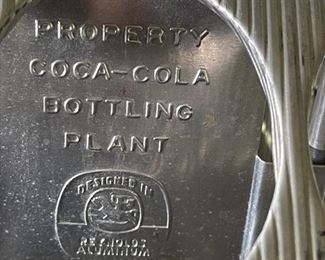 PROPERTY
COCA-COLA
BOTTLING
PLANT
DESIGNED IN
REYNOLDS
ALUMINUM